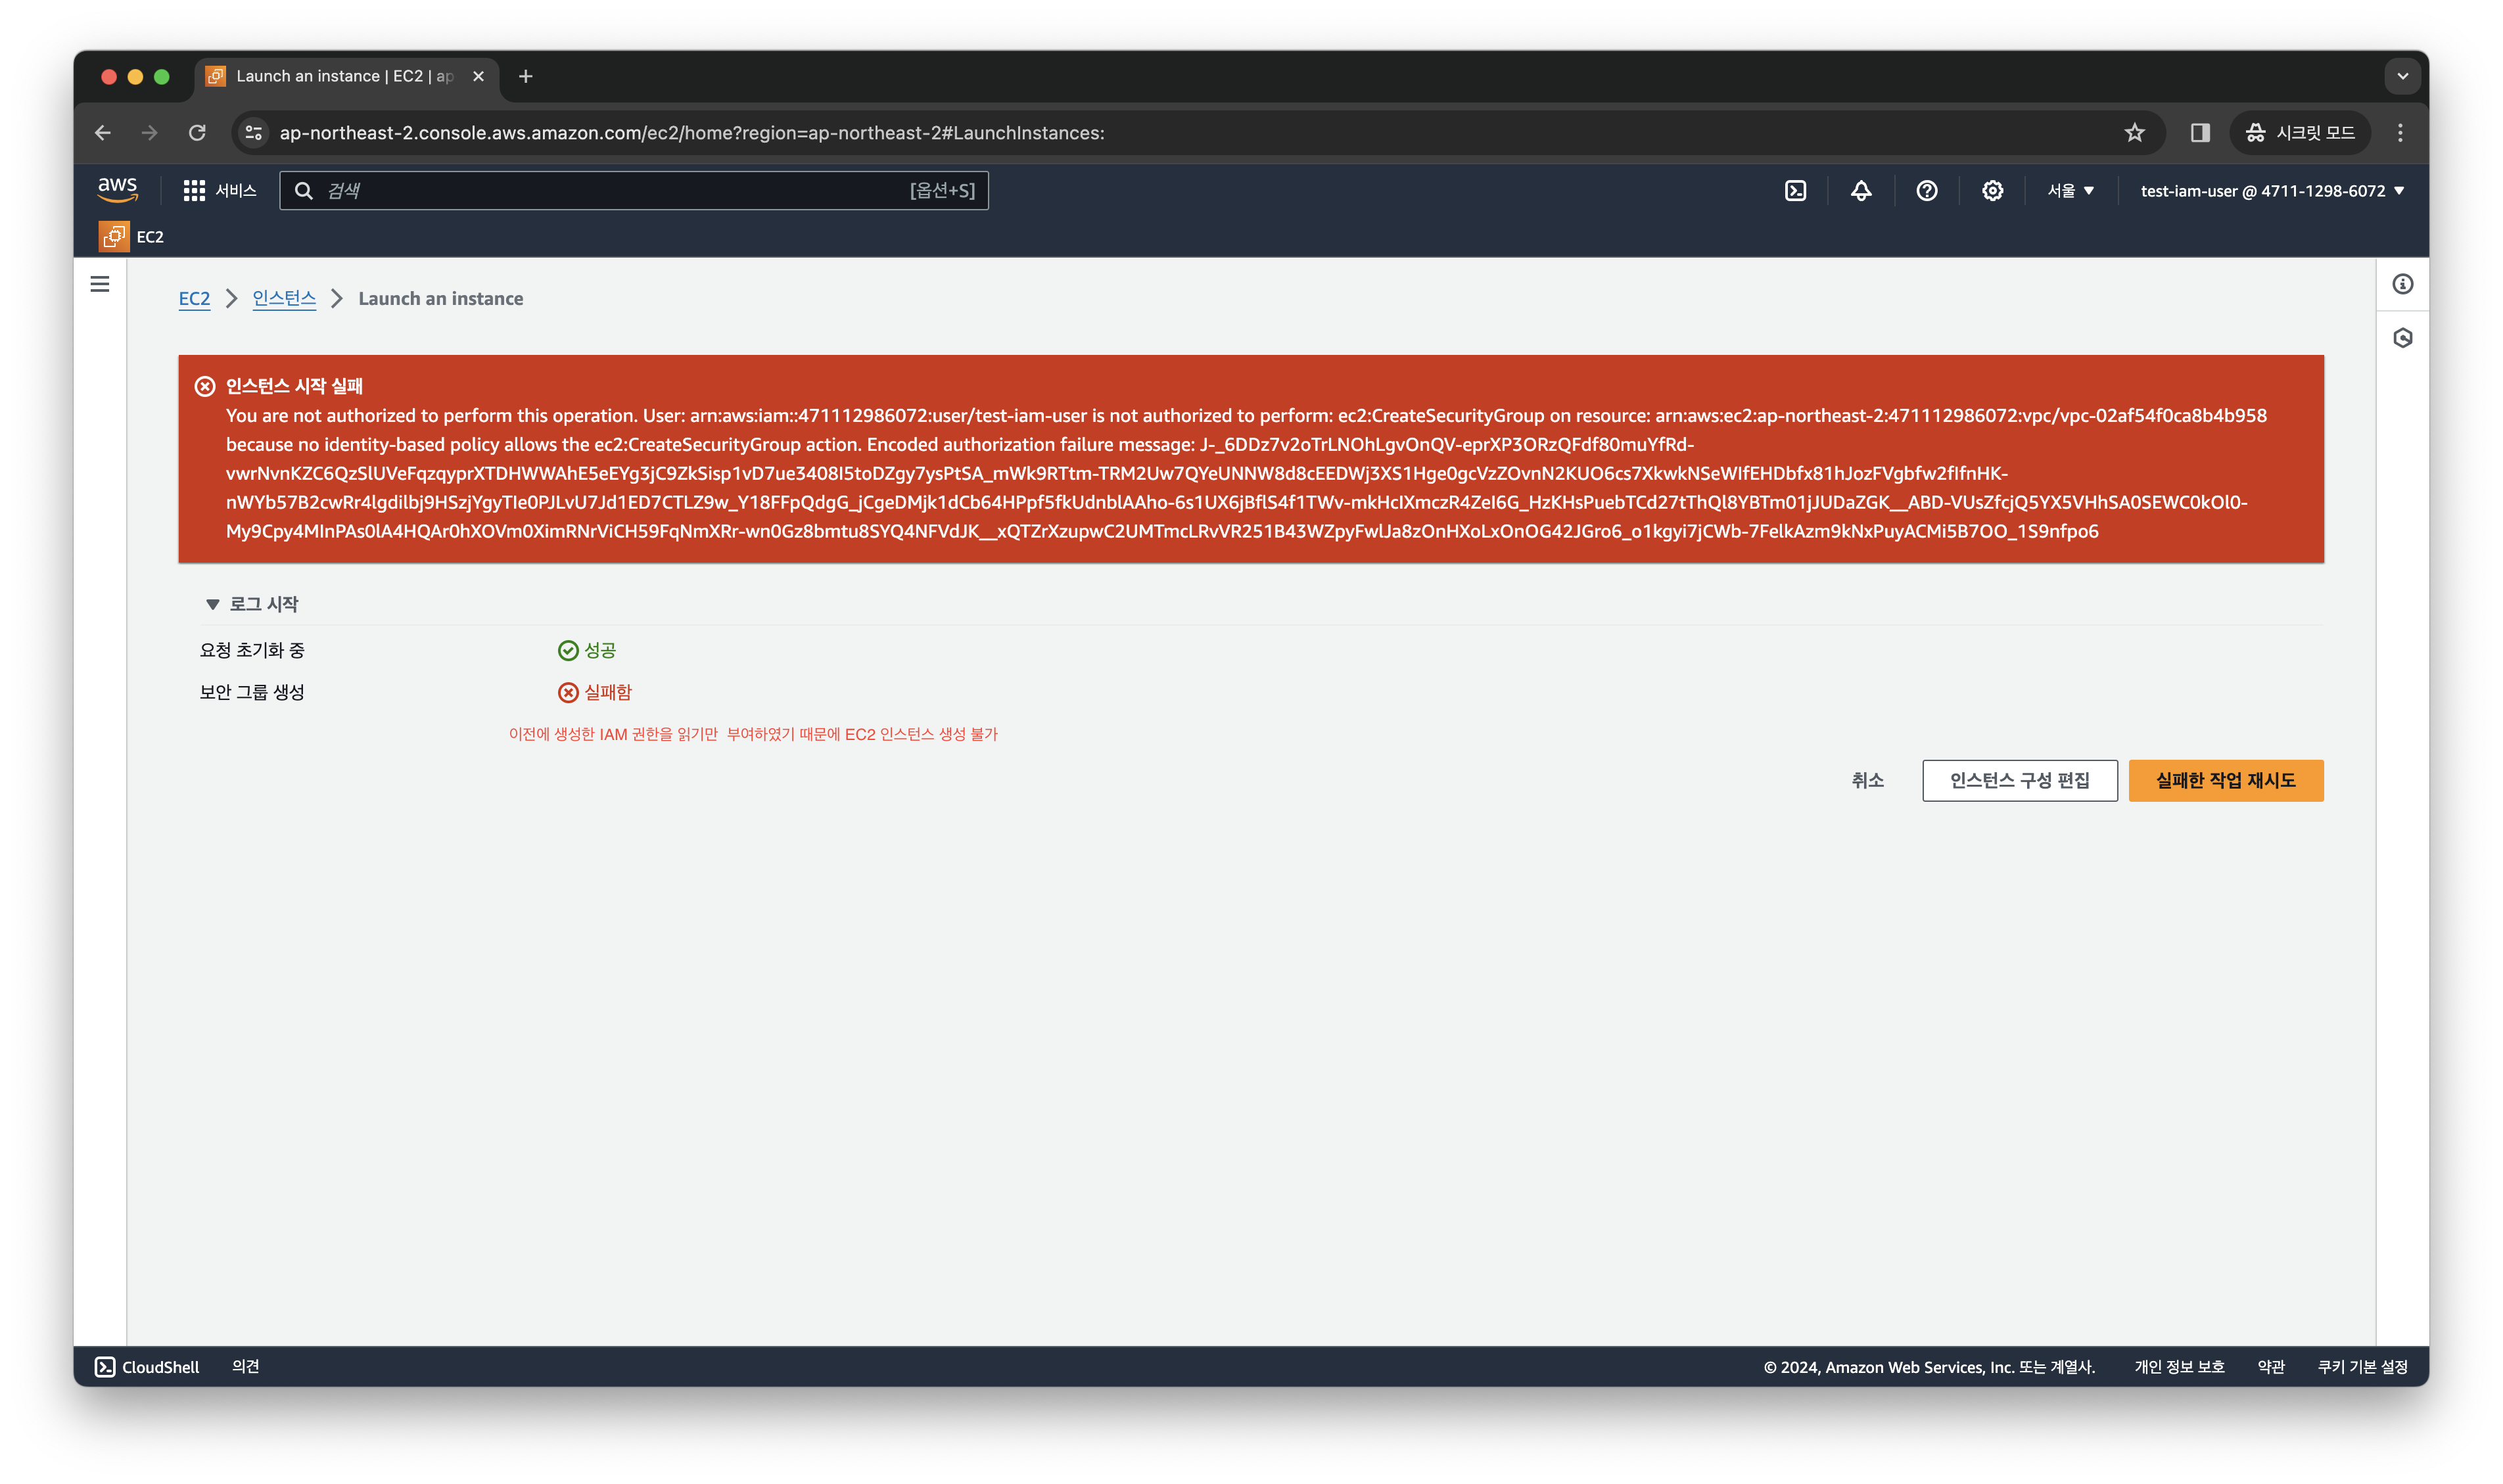 Launch an instance | EC2 | ap
ap-northeast-2.console.aws.amazon.com/ec2/home?region=ap-northeast-2#LaunchInstances:
시크릿 모드
aws
서비스
검색
[옵션+S]
서울
test-iam-user @ 4711-1298-6072
EC2
EC2 > 인스턴스 > Launch an instance
인스턴스 시작 실패
You are not authorized to perform this operation. User: arn:aws:iam::471112986072:user/test-iam-user is not authorized to perform: ec2:CreateSecurityGroup on resource: arn:aws:ec2:ap-northeast-2:471112986072:vpc/vpc-02af54f0ca8b4b958
because no identity-based policy allows the ec2:CreateSecurityGroup action. Encoded authorization failure message: J-_6DDz7v2oTrLNOhLgvOnQV-eprXP3ORzQFdf80muYfRd-
vwrNvnKZC6QzSlUVeFqzqyprXTDHWWAhE5eEYg3jC9ZkSisp1vD7ue3408I5toDZgy7ysPtSA_mWk9RTtm-TRM2Uw7QYeUNNW8d8cEEDWj3XS1Hge0gcVzZOvnN2KUO6cs7XkwkNSeWIfEHDbfx81hJozFVgbfw2fIfnHK-
nWYb57B2cwRr4lgdilbj9HSzjYgyTIe0PJLvU7Jd1ED7CTLZ9w_Y18FFpQdgG_jCgeDMjk1dCb64HPpf5fkUdnblAAho-6s1UX6jBflS4f1TWv-mkHcIXmczR4ZeI6G_HzKHsPuebTCd27tThQl8YBTm01jJUDaZGK__ABD-VUsZfcjQ5YX5VHhSA0SEWC0kOl0-
My9Cpy4MInPAs0lA4HQAr0hXOVm0XimRNrViCH59FqNmXRr-wn0Gz8bmtu8SYQ4NFVdJK__xQTZrXzupwC2UMTmcLRvVR251B43WZpyFwlJa8zOnHXoLxOnOG42JGro6_o1kgyi7jCWb-7FelkAzm9kNxPuyACMi5B7OO_1S9nfpo6
로그 시작
요청 초기화 중 성공
보안 그룹 생성 실패함
이전에 생성한 IAM 권한을 읽기만 부여하였기 때문에 EC2 인스턴스 생성 불가
취소
인스턴스 구성 편집
실패한 작업 재시도
CloudShell
의견
© 2024, Amazon Web Services, Inc. 또는 계열사.
개인 정보 보호
약관
쿠키 기본 설정